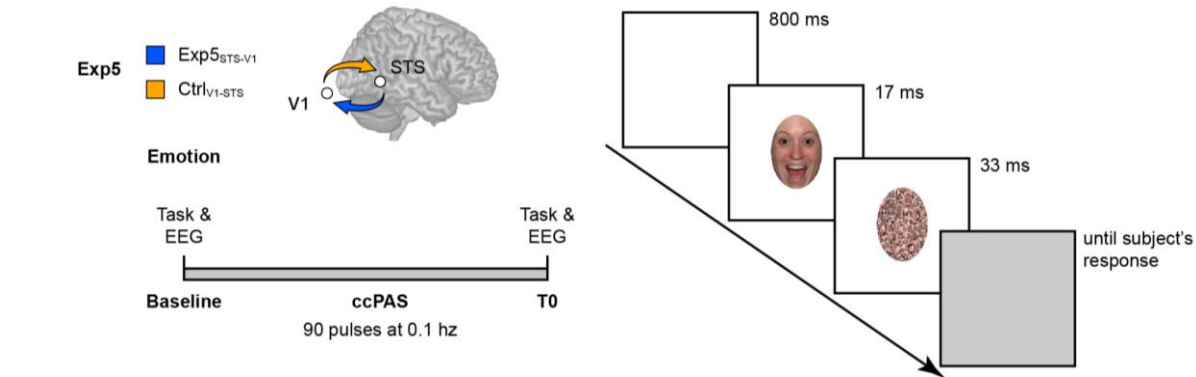 Exp5
Exp5STS-V1
CtrlV1-STS
STS
V1
Emotion
Task &
EEG
Task &
EEG
Baseline
ccPAS
T0
90 pulses at 0.1 hz
800 ms
17 ms
33 ms
until subject's
response